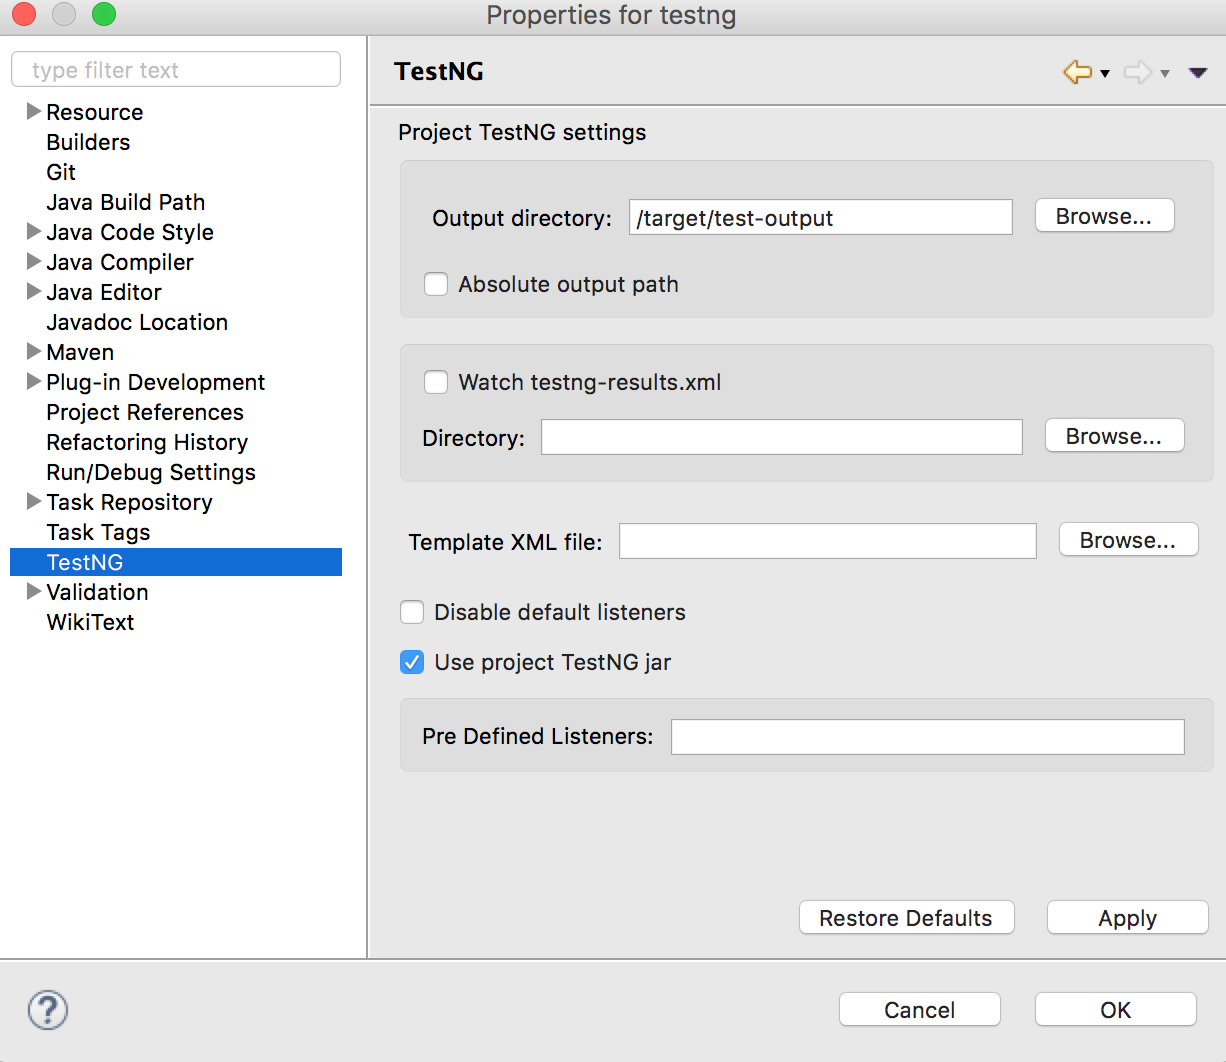 Properties for testng
type filter text
Resource
Builders
Git
Java Build Path
Java Code Style
Java Compiler
Java Editor
Javadoc Location
Maven
Plug-in Development
Project References
Refactoring History
Run/Debug Settings
Task Repository
Task Tags
TestNG
Validation
WikiText
TestNG
Project TestNG settings
Output directory: /target/test-output Browse...
Absolute output path
Watch testng-results.xml
Directory: Browse...
Template XML file: Browse...
Disable default listeners
Use project TestNG jar
Pre Defined Listeners:
Restore Defaults Apply
? Cancel OK